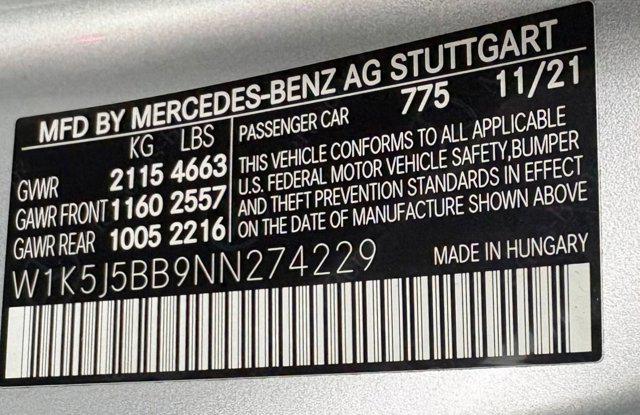 MFD BY MERCEDES-BENZ AG STUTTGART
KG LBS
GVWR 2115 4663
GAWR FRONT 1160 2557
GAWR REAR 1005 2216
PASSENGER CAR 775 11/21
THIS VEHICLE CONFORMS TO ALL APPLICABLE
U.S. FEDERAL MOTOR VEHICLE SAFETY, BUMPER
AND THEFT PREVENTION STANDARDS IN EFFECT
ON THE DATE OF MANUFACTURE SHOWN ABOVE
W1K5J5BB9NN274229
MADE IN HUNGARY